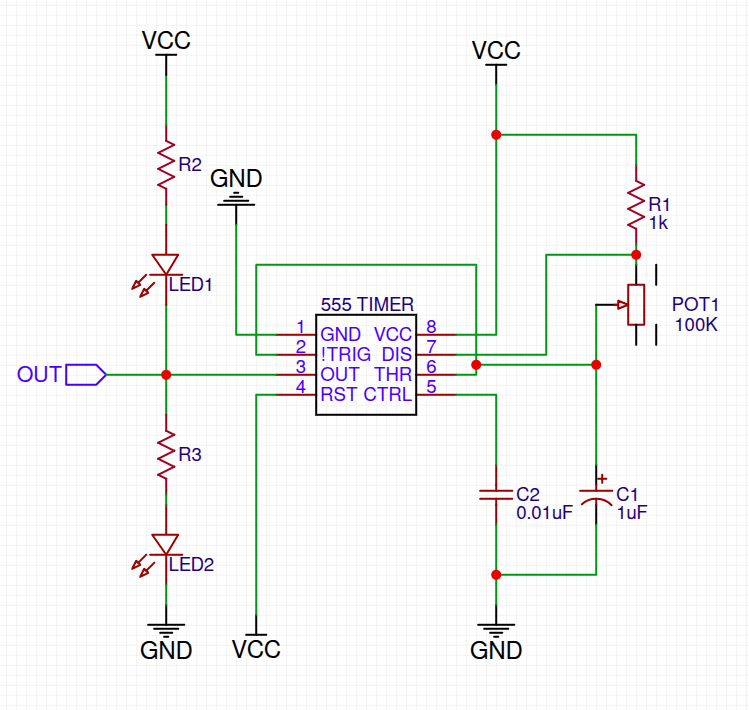 VCC
VCC
R2
GND
R1
1k
LED1
555 TIMER
POT1
100K
1 GND VCC 8
2 !TRIG DIS 7
OUT 3 OUT THR 6
4 RST CTRL 5
R3
C2
0.01uF
+
C1
1uF
LED2
GND
VCC
GND